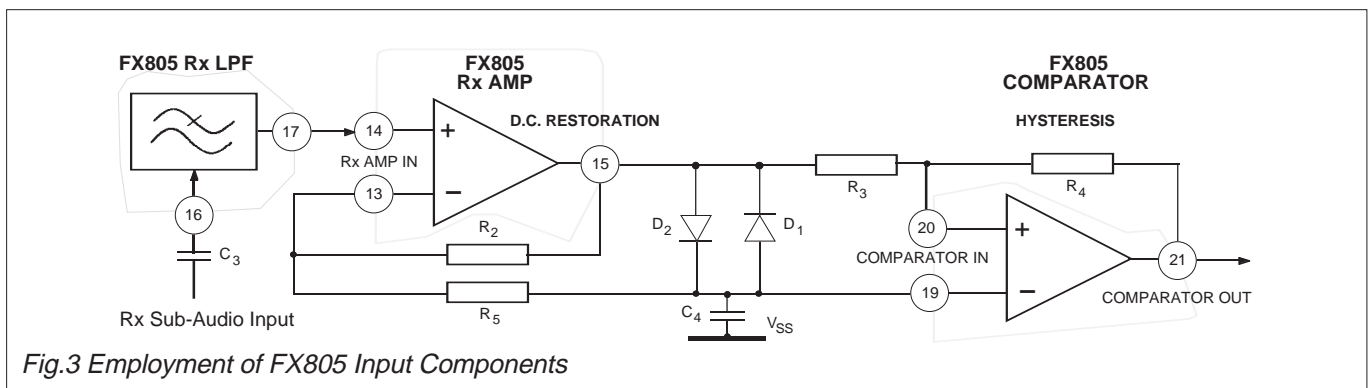 FX805 Rx LPF
FX805
Rx AMP
FX805
COMPARATOR
D.C. RESTORATION
HYSTERESIS
17
14
+
Rx AMP IN
15
R3
R4
13
−
16
C3
R2
D2
D1
20
+
COMPARATOR IN
21
19
−
COMPARATOR OUT
R5
C4
VSS
Rx Sub-Audio Input
Fig.3 Employment of FX805 Input Components